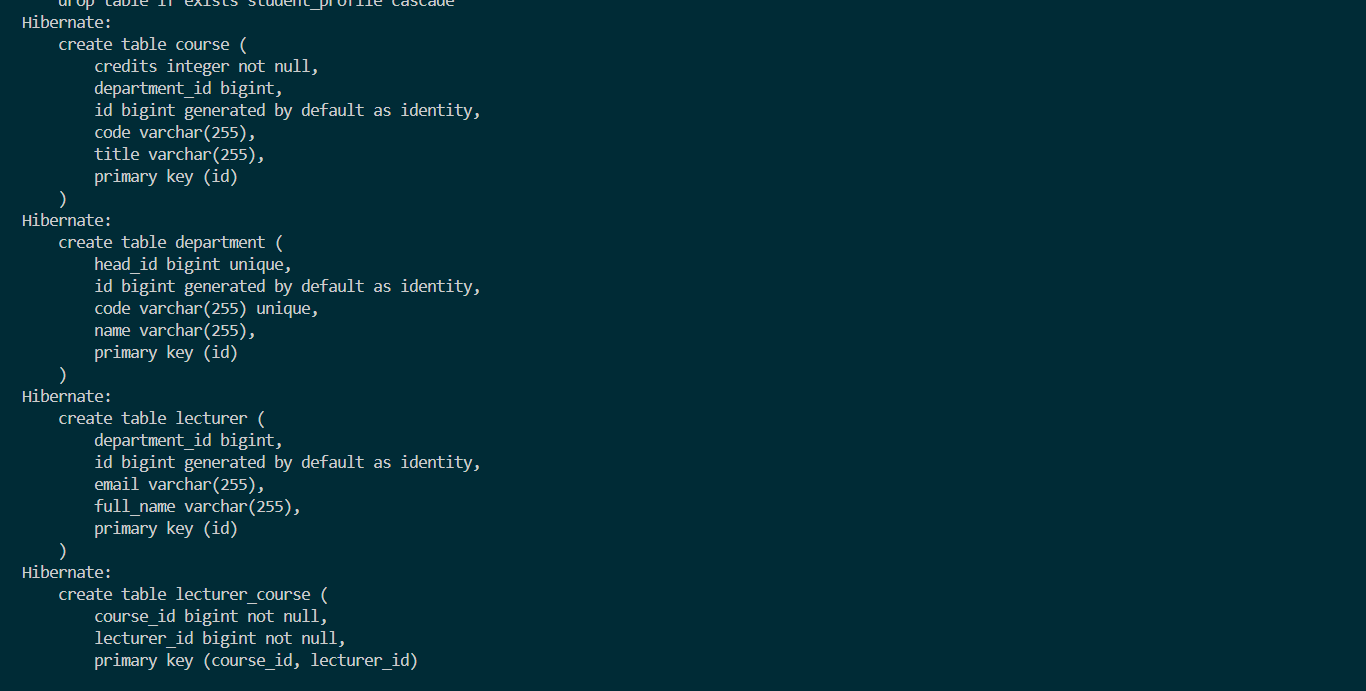 drop table if exists student_profile cascade
Hibernate:
    create table course (
        credits integer not null,
        department_id bigint,
        id bigint generated by default as identity,
        code varchar(255),
        title varchar(255),
        primary key (id)
    )
Hibernate:
    create table department (
        head_id bigint unique,
        id bigint generated by default as identity,
        code varchar(255) unique,
        name varchar(255),
        primary key (id)
    )
Hibernate:
    create table lecturer (
        department_id bigint,
        id bigint generated by default as identity,
        email varchar(255),
        full_name varchar(255),
        primary key (id)
    )
Hibernate:
    create table lecturer_course (
        course_id bigint not null,
        lecturer_id bigint not null,
        primary key (course_id, lecturer_id)